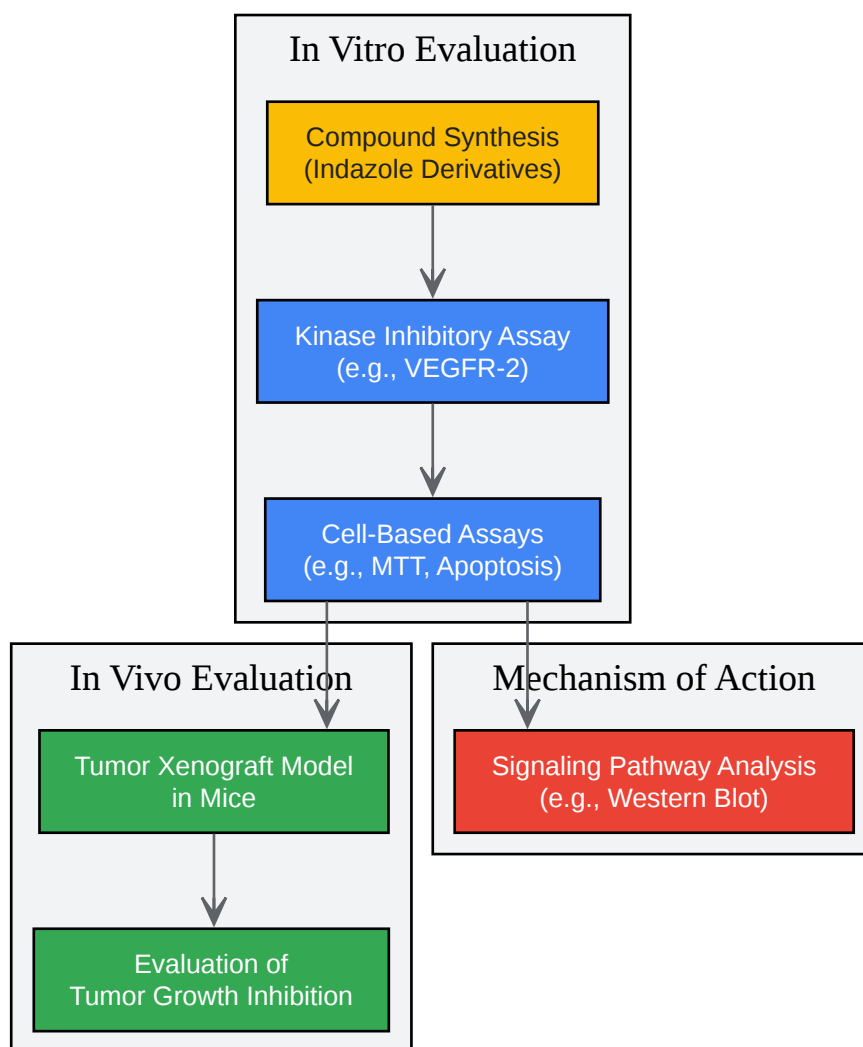 In Vitro Evaluation
Compound Synthesis
(Indazole Derivatives)
Kinase Inhibitory Assay
(e.g., VEGFR-2)
Cell-Based Assays
(e.g., MTT, Apoptosis)
In Vivo Evaluation
Tumor Xenograft Model
in Mice
Evaluation of
Tumor Growth Inhibition
Mechanism of Action
Signaling Pathway Analysis
(e.g., Western Blot)